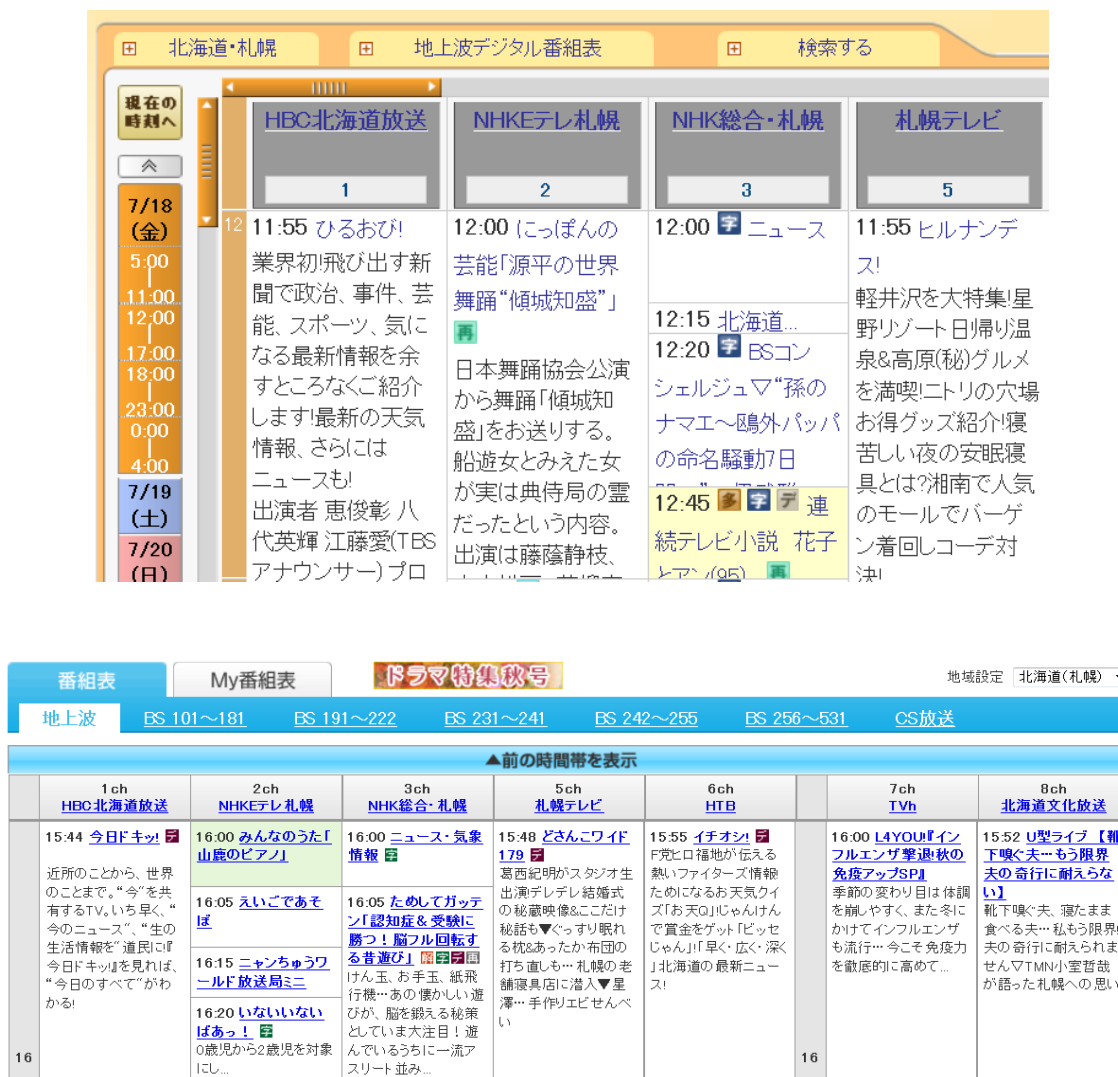 北海道・札幌
地上波デジタル番組表
検索する
現在の
時刻へ
HBC北海道放送
NHKEテレ札幌
NHK総合・札幌
札幌テレビ
1
2
3
5
7/18
(金)
5:00
11:00
12:00
17:00
18:00
23:00
0:00
4:00
7/19
(土)
7/20
(日)
12
11:55 ひるおび!
業界初!飛び出す新
聞で政治、事件、芸
能、スポーツ、気に
なる最新情報を余
すところなくご紹介
します!最新の天気
情報、さらには
ニュースも!
出演者 恵俊彰 八
代英輝 江藤愛(TBS
アナウンサー) プロ
12:00 にっぽんの
芸能「源平の世界
舞踊“傾城知盛”」
再
日本舞踊協会公演
から舞踊「傾城知
盛」をお送りする。
船遊女とみえた女
が実は典侍局の霊
だったという内容。
出演は藤蔭静枝、
12:00 字 ニュース
12:15 北海道...
12:20 字 BSコン
シェルジュ▽“孫の
ナマエ～鴎外パッパ
の命名騒動7日
12:45 多 字 デ 連
続テレビ小説 花子
とアン(95) 再
11:55 ヒルナンデ
ス!
軽井沢を大特集!星
野リゾート日帰り温
泉&高原(秘)グルメ
を満喫!ニトリの穴場
お得グッズ紹介!寝
苦しい夜の安眠寝
具とは?湘南で人気
のモールでバーゲ
ン着回しコーデ対
決!
番組表
My番組表
ドラマ特集秋号
地域設定 北海道(札幌)
地上波
BS 101～181
BS 191～222
BS 231～241
BS 242～255
BS 256～531
CS放送
▲前の時間帯を表示
1ch
HBC北海道放送
2ch
NHKEテレ札幌
3ch
NHK総合・札幌
5ch
札幌テレビ
6ch
HTB
7ch
TVh
8ch
北海道文化放送
16
15:44 今日ドキッ! デ
近所のことから、世界
のことまで。“今”を共
有するTV。いち早く、“
今のニュース”、“生の
生活情報を”道民に!『
今日ドキッ!』を見れば、
“今日のすべて”がわ
かる!
16:00 みんなのうた「
山鹿のピアノ」
16:05 えいごであそ
ぼ
16:15 ニャンちゅうワ
ールド放送局ミニ
16:20 いないいない
ばあっ! 字
0歳児から2歳児を対象
にし...
16:00 ニュース・気象
情報 字
16:05 ためしてガッテ
ン「認知症&受験に
勝つ!脳フル回転す
る昔遊び」 解字デ再
けん玉、お手玉、紙飛
行機…あの懐かしい遊
びが、脳を鍛える秘策
としていま大注目!遊
んでいるうちに一流ア
スリート並み...
15:48 どさんこワイド
179 デ
葛西紀明がスタジオ生
出演デレデレ結婚式
の秘蔵映像&ここだけ
秘話も▼ぐっすり眠れ
る枕&あったか布団の
打ち直しも…札幌の老
舗寝具店に潜入▼星
澤…手作りエビせんべ
い
15:55 イチオシ! デ
F党ヒロ福地が伝える
熱いファイターズ情報
ためになるお天気クイ
ズ「お天Q」!じゃんけん
で賞金をゲット「ビッセ
じゃん」!「早く・広く・深く
」北海道の最新ニュー
ス!
16
16:00 L4YOU!『イン
フルエンザ撃退!秋の
免疫アップSP』
季節の変わり目は体調
を崩しやすく、また冬に
かけてインフルエンザ
も流行…今こそ免疫力
を徹底的に高めて...
15:52 U型ライブ 【靴
下嗅ぐ夫…もう限界
夫の奇行に耐えらな
い】
靴下嗅ぐ夫、寝たまま
食べる夫…私もう限界!
夫の奇行に耐えられま
せん▽TMN小室哲哉
が語った札幌への思い